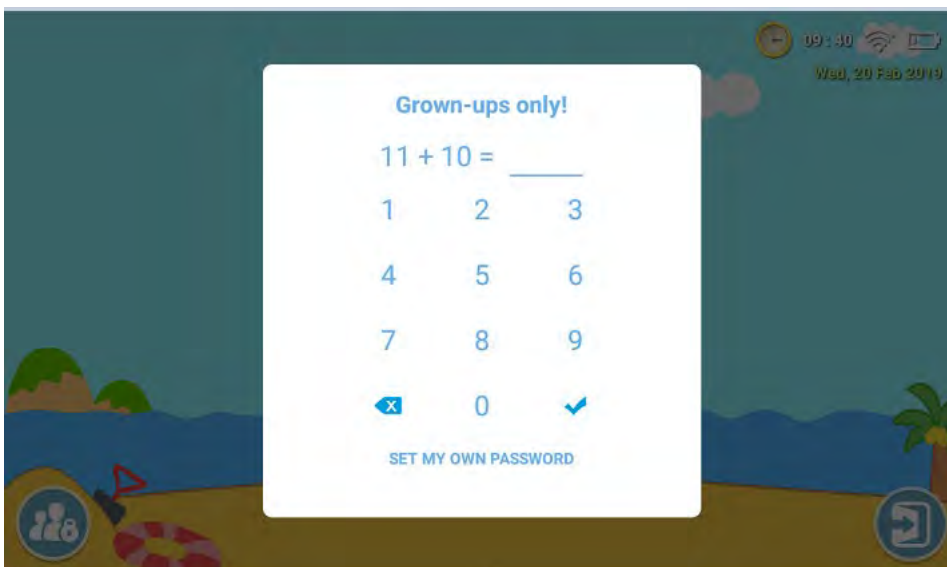 09:40
Wed, 20 Feb 2019
Grown-ups only!
11 + 10 = ____
1 2 3
4 5 6
7 8 9
0
SET MY OWN PASSWORD